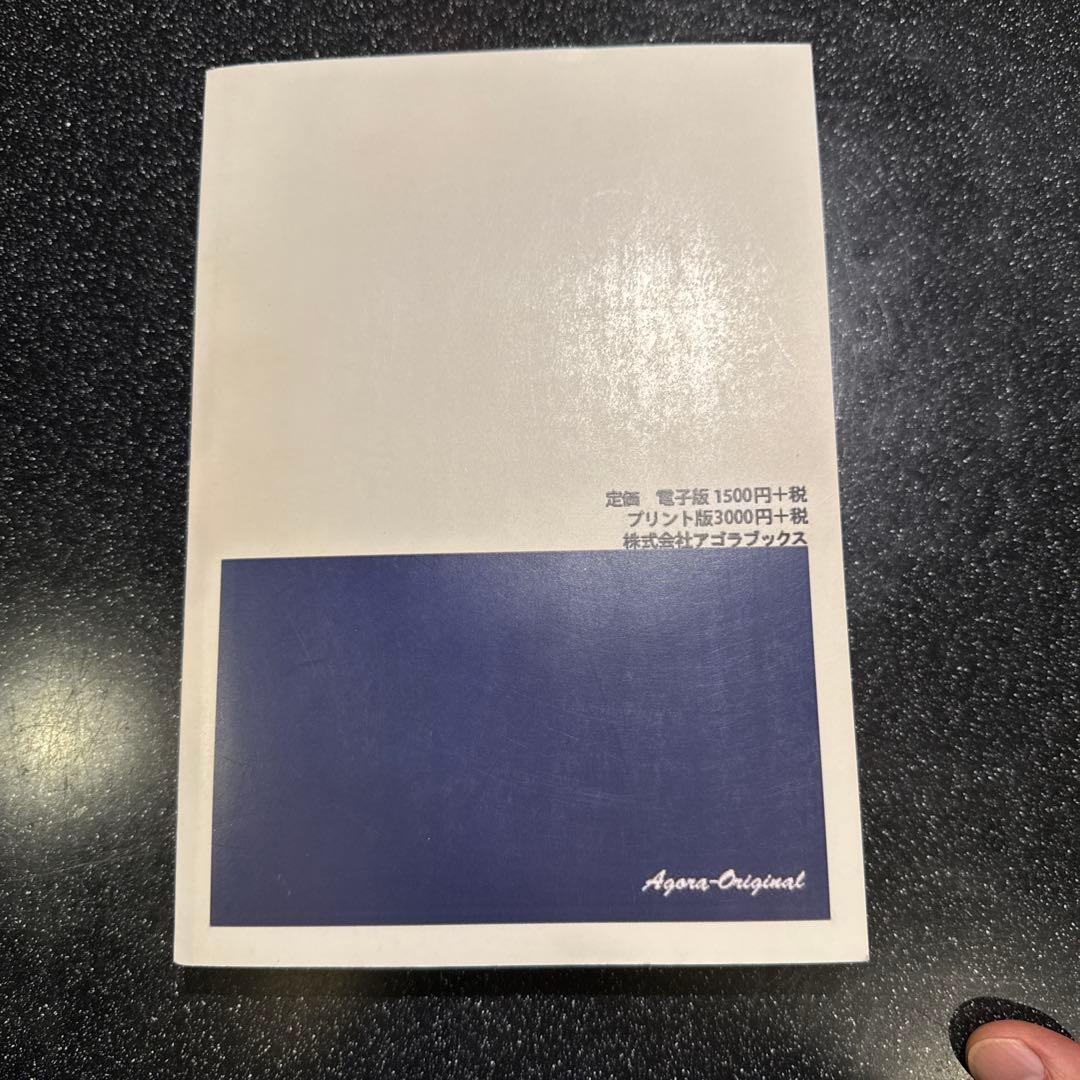 定価　電子版 1500円＋税
プリント版3000円＋税
株式会社アゴラブックス
Agora-Original